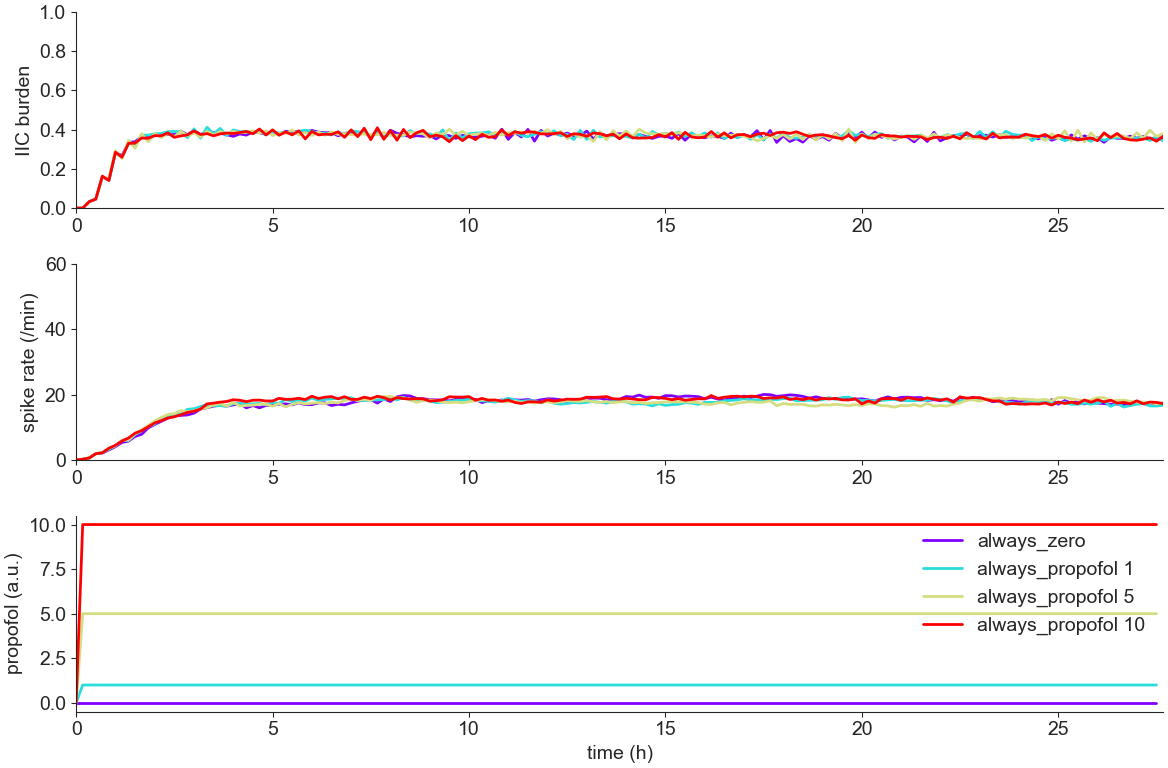 1.0
0.8
0.6
0.4
0.2
0.0
IIC burden
0 5 10 15 20 25
60
40
20
0
spike rate (/min)
0 5 10 15 20 25
10.0
7.5
5.0
2.5
0.0
propofol (a.u.)
always_zero
always_propofol 1
always_propofol 5
always_propofol 10
0 5 10 15 20 25
time (h)